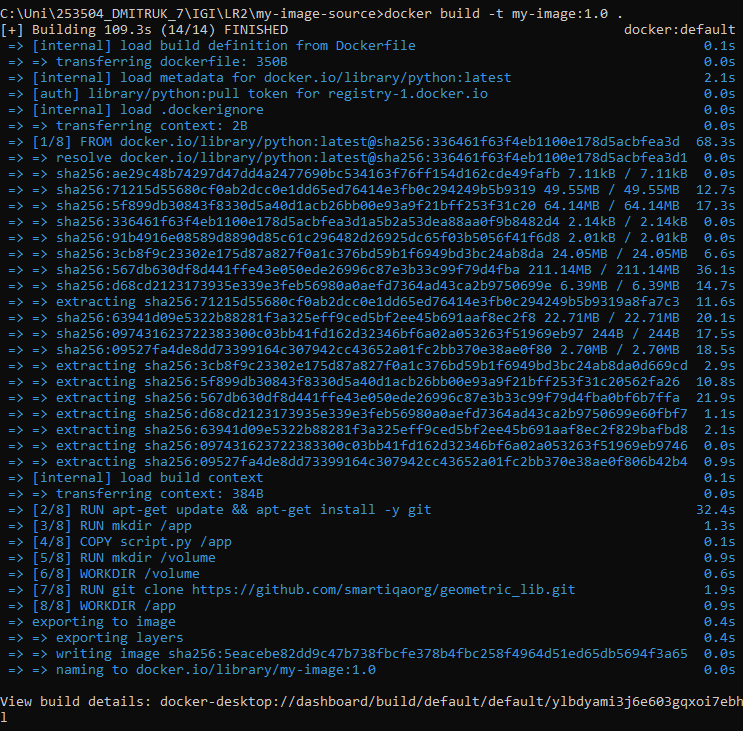 C:\Uni\253504_DMITRUK_7\IGI\LR2\my-image-source>docker build -t my-image:1.0 .
[+] Building 109.3s (14/14) FINISHED docker:default
=> [internal] load build definition from Dockerfile 0.1s
=> => transferring dockerfile: 350B 0.0s
=> [internal] load metadata for docker.io/library/python:latest 2.1s
=> [auth] library/python:pull token for registry-1.docker.io 0.0s
=> [internal] load .dockerignore 0.0s
=> => transferring context: 2B 0.0s
=> [1/8] FROM docker.io/library/python:latest@sha256:336461f63f4eb1100e178d5acbfea3d 68.3s
=> => resolve docker.io/library/python:latest@sha256:336461f63f4eb1100e178d5acbfea3d1 0.0s
=> => sha256:ae29c48b74297d47dd4a2477690bc534163f76ff154d162cde49fafb 7.11kB / 7.11kB 0.0s
=> => sha256:71215d55680cf0ab2dcc0e1dd65ed76414e3fb0c294249b5b9319 49.55MB / 49.55MB 12.7s
=> => sha256:5f899db30843f8330d5a40d1acb26bb00e93a9f21bff253f31c20 64.14MB / 64.14MB 17.3s
=> => sha256:336461f63f4eb1100e178d5acbfea3d1a5b2a53dea88aa0f9b8482d4 2.14kB / 2.14kB 0.0s
=> => sha256:91b4916e08589d8890d85c61c296482d26925dc65f03b5056f41f6d8 2.01kB / 2.01kB 0.0s
=> => sha256:3cb8f9c23302e175d87a827f0a1c376bd59b1f6949bd3bc24ab8da 24.05MB / 24.05MB 6.6s
=> => sha256:567db630df8d441ffe43e050ede26996c87e3b33c99f79d4fba 211.14MB / 211.14MB 36.1s
=> => sha256:d68cd2123173935e339e3feb56980a0aefd7364ad43ca2b9750699e 6.39MB / 6.39MB 14.7s
=> => extracting sha256:71215d55680cf0ab2dcc0e1dd65ed76414e3fb0c294249b5b9319a8fa7c3 11.6s
=> => sha256:63941d09e5322b88281f3a325eff9ced5bf2ee45b691aaf8ec2f8 22.71MB / 22.71MB 20.1s
=> => sha256:097431623722383300c03bb41fd162d32346bf6a02a053263f51969eb97 244B / 244B 17.5s
=> => sha256:09527fa4de8dd73399164c307942cc43652a01fc2bb370e38ae0f80 2.70MB / 2.70MB 18.5s
=> => extracting sha256:3cb8f9c23302e175d87a827f0a1c376bd59b1f6949bd3bc24ab8da0d669cd 2.9s
=> => extracting sha256:5f899db30843f8330d5a40d1acb26bb00e93a9f21bff253f31c20562fa26 10.8s
=> => extracting sha256:567db630df8d441ffe43e050ede26996c87e3b33c99f79d4fba0bf6b7ffa 21.9s
=> => extracting sha256:d68cd2123173935e339e3feb56980a0aefd7364ad43ca2b9750699e60fbf7 1.1s
=> => extracting sha256:63941d09e5322b88281f3a325eff9ced5bf2ee45b691aaf8ec2f829bafbd8 2.1s
=> => extracting sha256:097431623722383300c03bb41fd162d32346bf6a02a053263f51969eb9746 0.0s
=> => extracting sha256:09527fa4de8dd73399164c307942cc43652a01fc2bb370e38ae0f806b42b4 0.9s
=> [internal] load build context 0.1s
=> => transferring context: 384B 0.0s
=> [2/8] RUN apt-get update && apt-get install -y git 32.4s
=> [3/8] RUN mkdir /app 1.3s
=> [4/8] COPY script.py /app 0.1s
=> [5/8] RUN mkdir /volume 0.9s
=> [6/8] WORKDIR /volume 0.6s
=> [7/8] RUN git clone https://github.com/smartiqaorg/geometric_lib.git 1.9s
=> [8/8] WORKDIR /app 0.9s
=> exporting to image 0.4s
=> => exporting layers 0.4s
=> => writing image sha256:5eacebe82dd9c47b738fbcfe378b4fbc258f4964d51ed65db5694f3a65 0.0s
=> => naming to docker.io/library/my-image:1.0 0.0s
View build details: docker-desktop://dashboard/build/default/default/ylbdyami3j6e603gqxoi7ebh
l